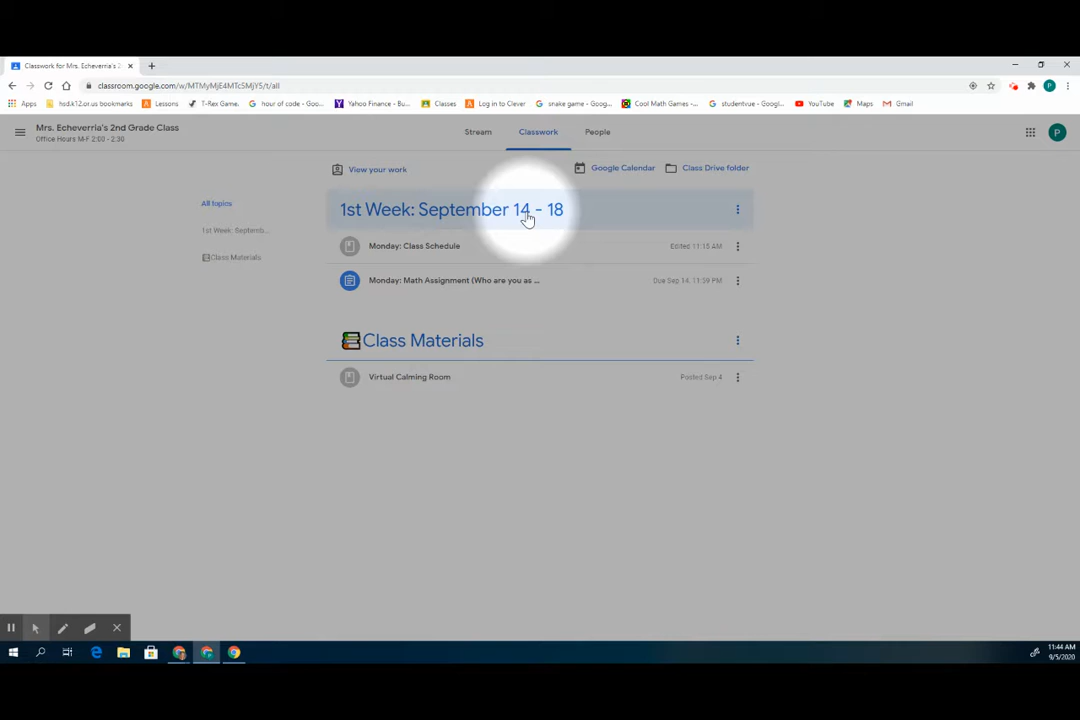 Classwork for Mrs. Echeverria's 2
classroom.google.com/w/MTMyMjE4MTc5MjY5/t/all
Apps hsd.k12.or.us bookmarks Lessons T-Rex Game, hour of code - Goo... Yahoo Finance - Bu... Classes Log in to Clever snake game - Goog... Cool Math Games -... studentvue - Googl... YouTube Maps Gmail
Mrs. Echeverria's 2nd Grade Class
Office Hours M-F 2:00 - 2:30
Stream Classwork People
P
View your work Google Calendar Class Drive folder
All topics
1st Week: Septemb...
Class Materials
1st Week: September 14 - 18
Monday: Class Schedule Edited 11:15 AM
Monday: Math Assignment (Who are you as ... Due Sep 14, 11:59 PM
Class Materials
Virtual Calming Room Posted Sep 4
11:44 AM
9/5/2020